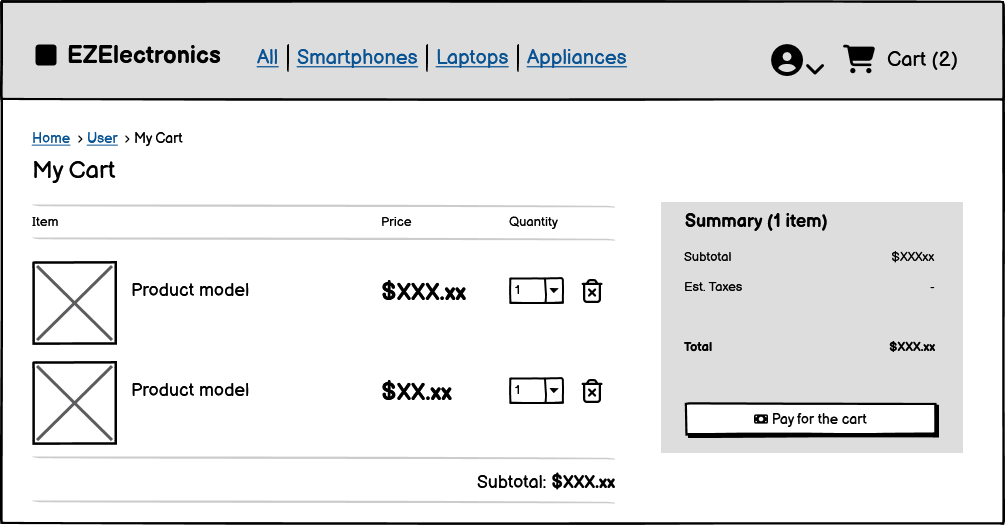 EZElectronics All Smartphones Laptops Appliances Cart (2)
Home > User > My Cart
My Cart
Item Price Quantity
Product model $XXX.xx 1
Product model $XX.xx 1
Subtotal: $XXX.xx
Summary (1 item)
Subtotal $XXXxx
Est. Taxes -
Total $XXX.xx
Pay for the cart